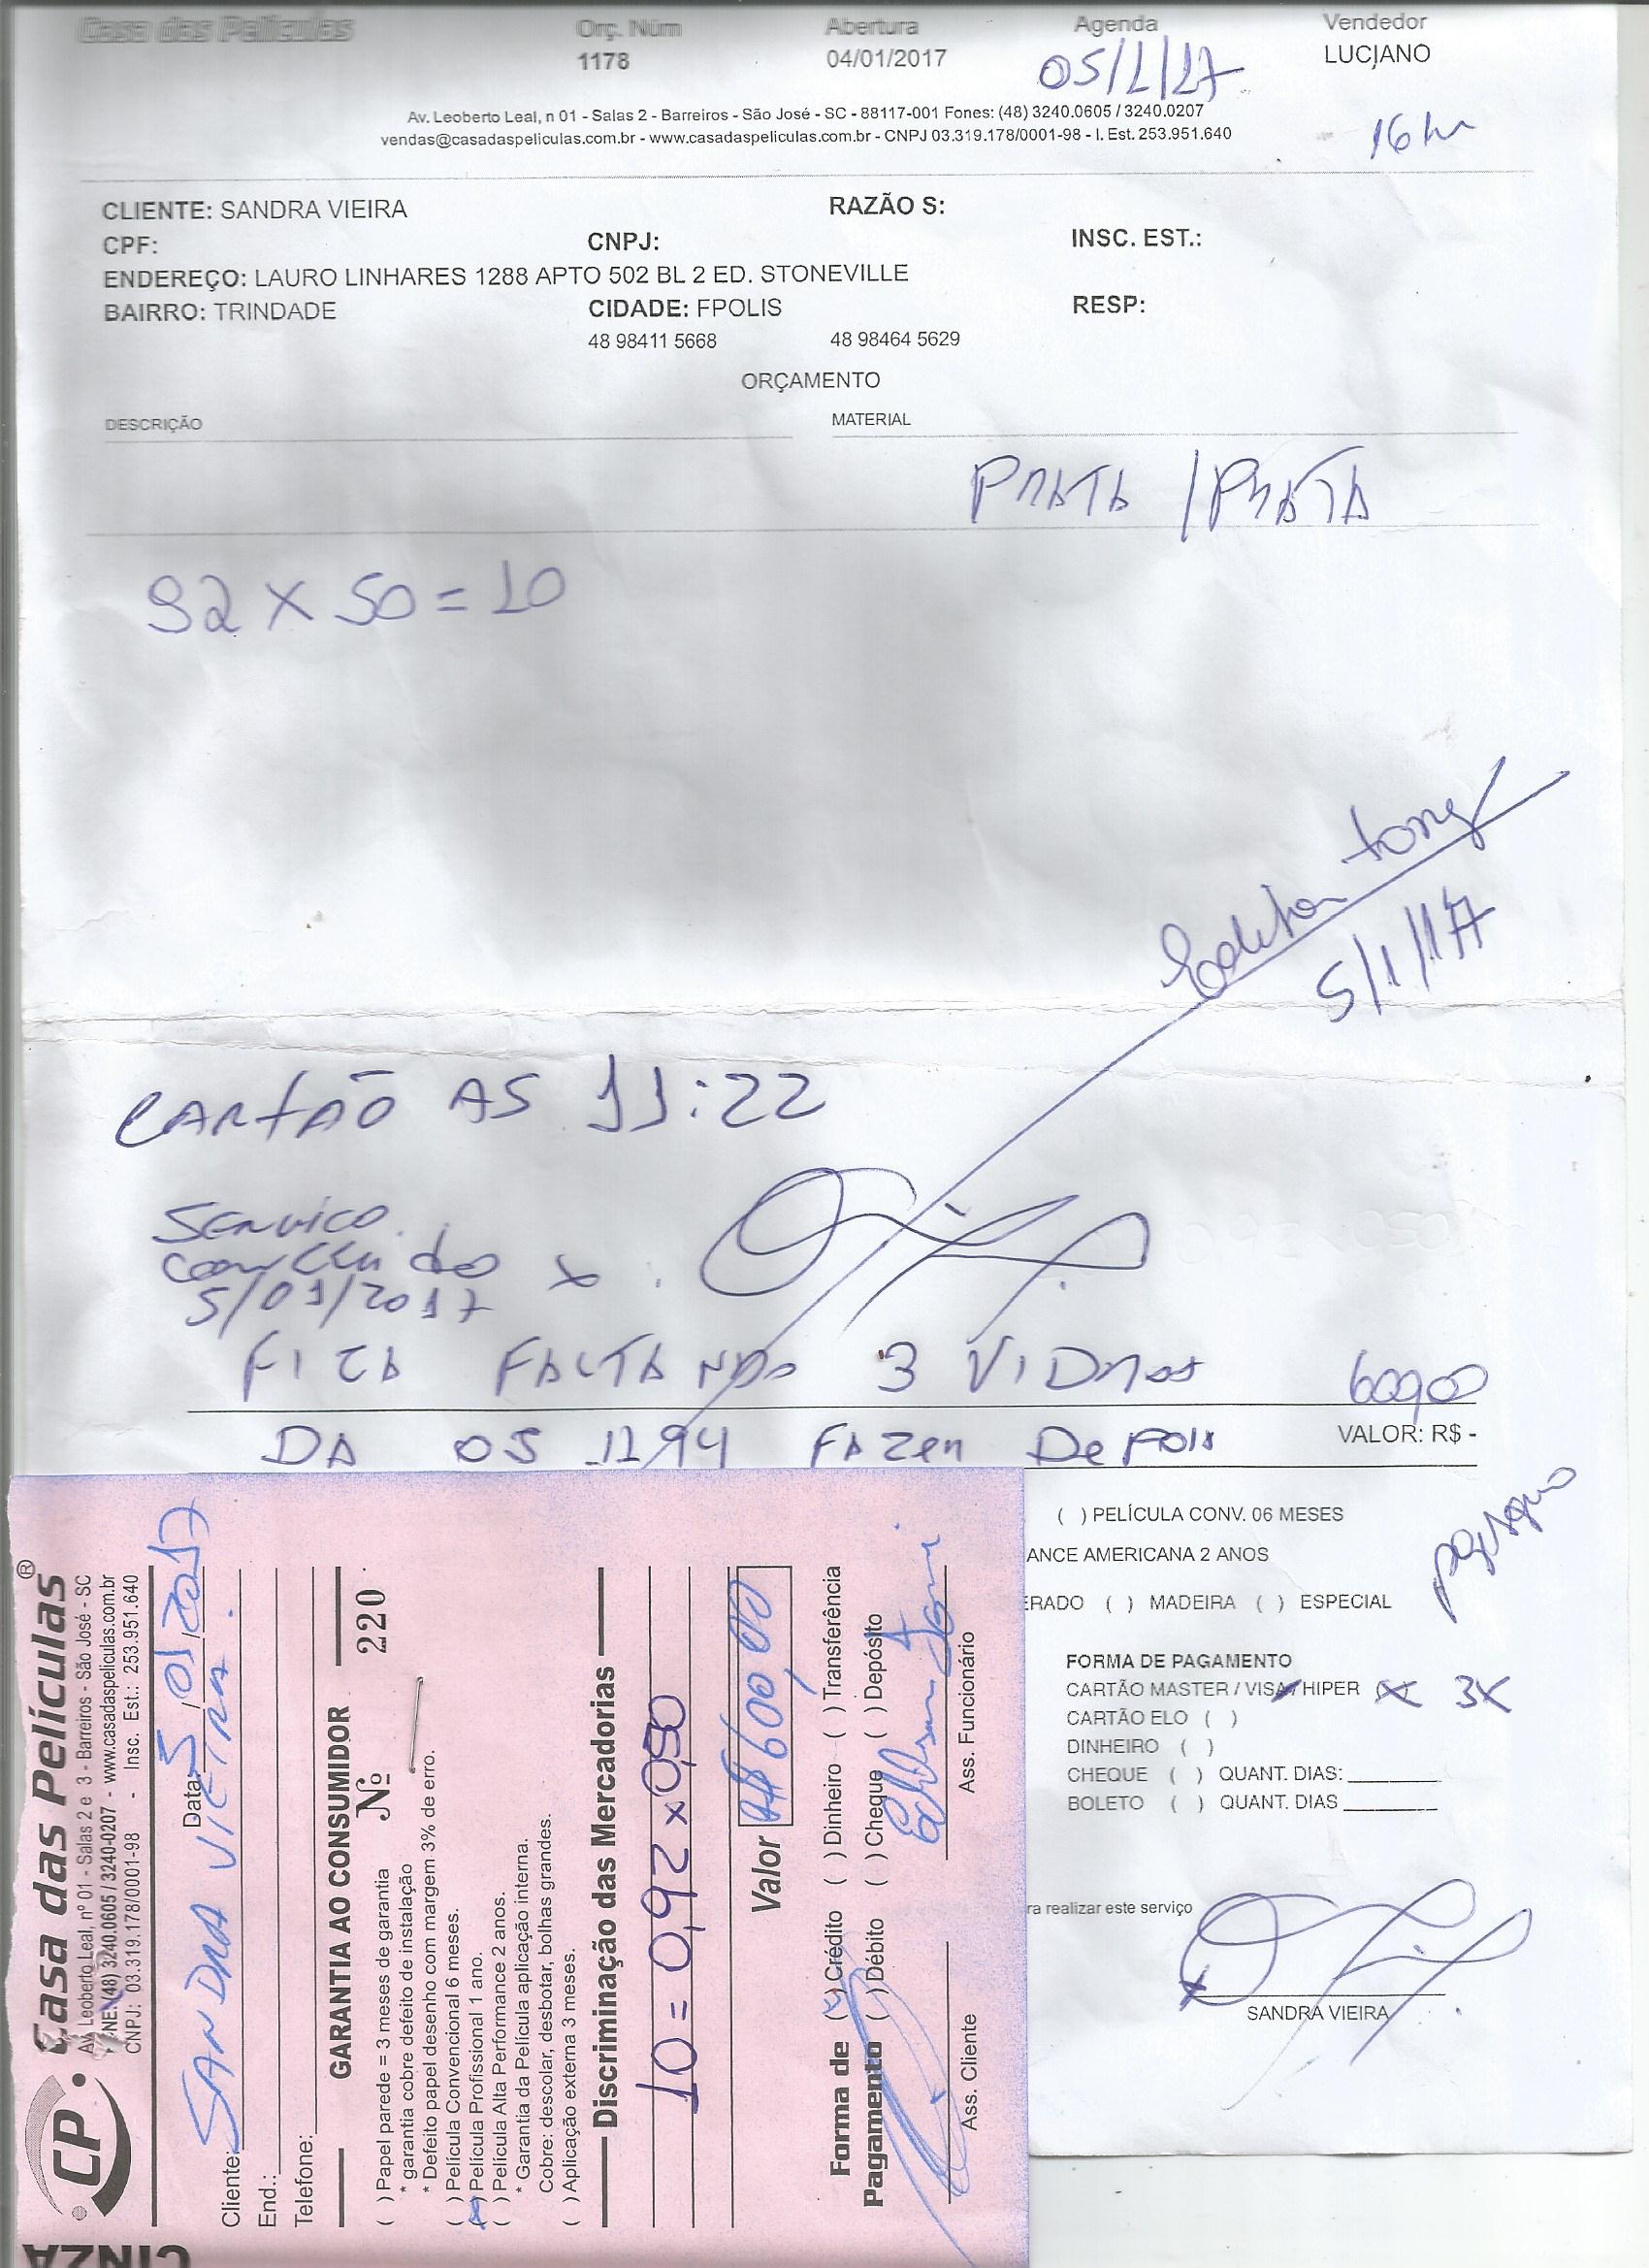 Casa das Películas Orç. Núm Abertura Agenda Vendedor
1178 04/01/2017 05/1/17 LUCIANO
Av. Leoberto Leal, n 01 - Salas 2 - Barreiros - São José - SC - 88117-001 Fones: (48) 3240.0605 / 3240.0207
vendas@casadaspeliculas.com.br - www.casadaspeliculas.com.br - CNPJ 03.319.178/0001-98 - I. Est. 253.951.640
16 hr
CLIENTE: SANDRA VIEIRA RAZÃO S:
CPF: CNPJ: INSC. EST.:
ENDEREÇO: LAURO LINHARES 1288 APTO 502 BL 2 ED. STONEVILLE
BAIRRO: TRINDADE CIDADE: FPOLIS RESP:
48 98411 5668 48 98464 5629
ORÇAMENTO
DESCRIÇÃO MATERIAL
PRATA / PRATA
92 X 50 = 10
5/1/17
CARTÃO AS 11:22
SERVICO
concluido x
5/01/2017
FICA FALTANDO 3 VIDROS 600,00
DA OS 1194 FAZER DEPOIS VALOR: R$ -
( ) PELÍCULA CONV. 06 MESES
ANCE AMERICANA 2 ANOS
ERADO ( ) MADEIRA ( ) ESPECIAL
FORMA DE PAGAMENTO
CARTÃO MASTER / VISA / HIPER (X) 3X
CARTÃO ELO ( )
DINHEIRO ( )
CHEQUE ( ) QUANT. DIAS:
BOLETO ( ) QUANT. DIAS
ra realizar este serviço
x
SANDRA VIEIRA
CP Casa das Películas ®
Av. Leoberto Leal, nº 01 - Salas 2 e 3 - Barreiros - São José - SC
NE: (48) 3240.0605 / 3240-0207 - www.casadaspeliculas.com.br
CNPJ: 03.319.178/0001-98 - Insc. Est.: 253.951.640
Data: 5/01/2017
Cliente: SANDRA VIEIRA.
End.:
Telefone:
GARANTIA AO CONSUMIDOR
Nº 220
( ) Papel parede = 3 meses de garantia
* garantia cobre defeito de instalação
* Defeito papel desenho com margem 3% de erro.
( ) Película Convencional 6 meses.
(x) Película Profissional 1 ano.
( ) Película Alta Performance 2 anos.
* Garantia da Película aplicação interna.
Cobre: descolar, desbotar, bolhas grandes.
( ) Aplicação externa 3 meses.
Discriminação das Mercadorias
10 = 0,92 x 0,50
Valor R$ 600,00
Forma de Pagamento (x) Crédito ( ) Dinheiro ( ) Transferência
( ) Débito ( ) Cheque ( ) Depósito
Ass. Cliente Ass. Funcionário
CINZA